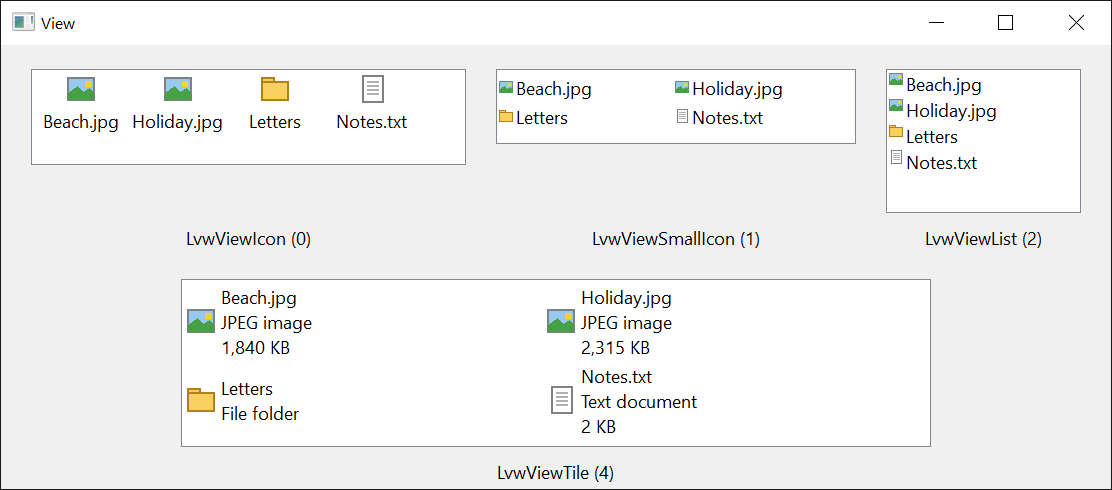 View
Beach.jpg Holiday.jpg Letters Notes.txt
LvwViewIcon (0)
Beach.jpg Holiday.jpg
Letters Notes.txt
LvwViewSmallIcon (1)
Beach.jpg
Holiday.jpg
Letters
Notes.txt
LvwViewList (2)
Beach.jpg
JPEG image
1,840 KB
Holiday.jpg
JPEG image
2,315 KB
Letters
File folder
Notes.txt
Text document
2 KB
LvwViewTile (4)